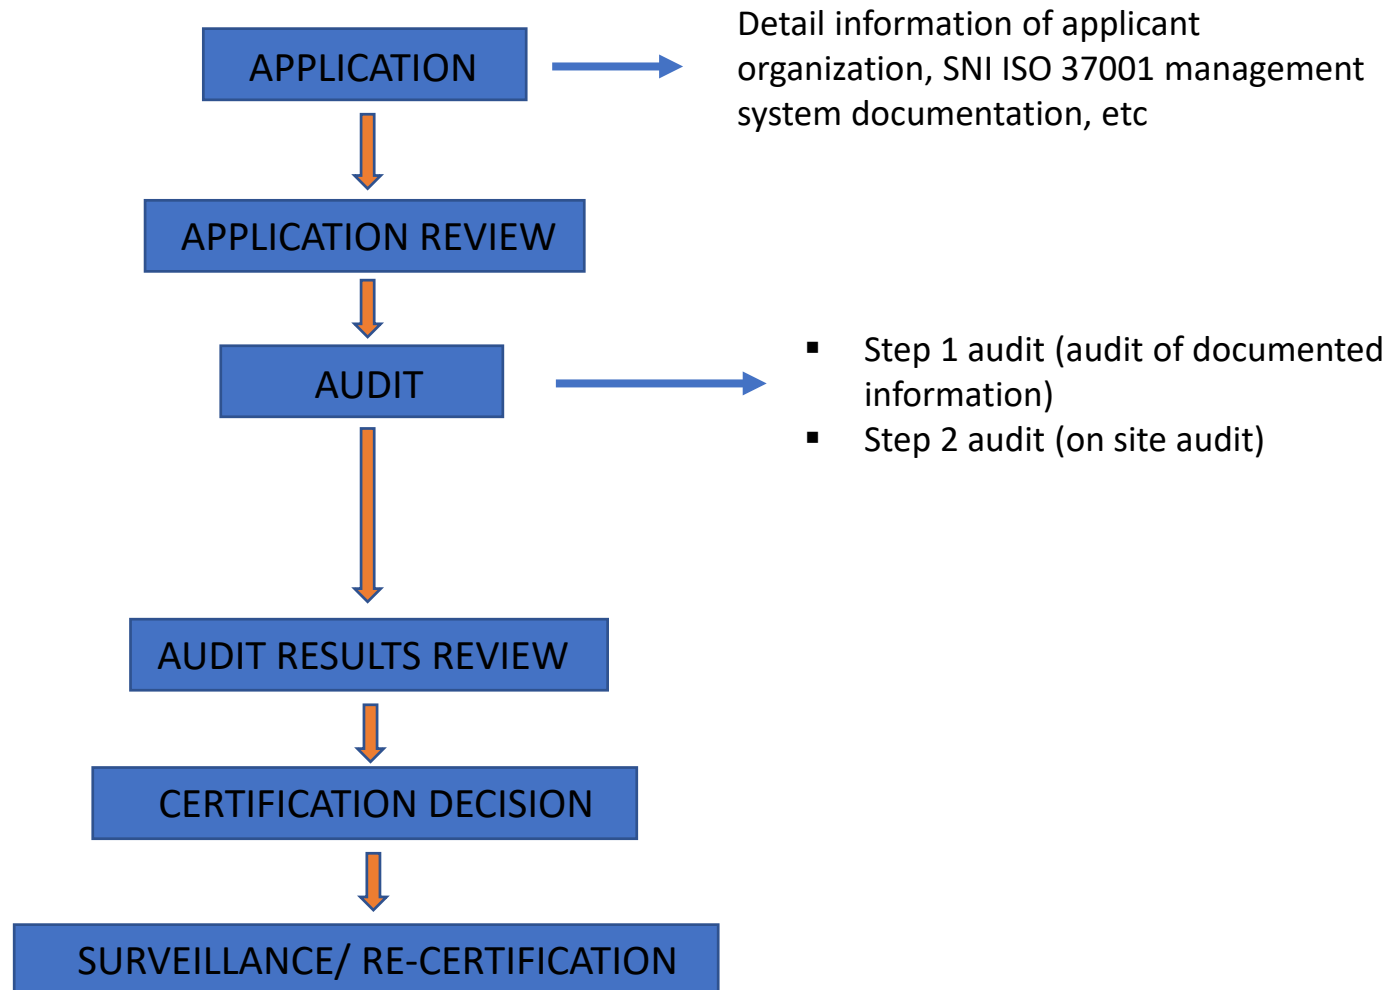 APPLICATION
Detail information of applicant
organization, SNI ISO 37001 management
system documentation, etc
APPLICATION REVIEW
AUDIT
▪ Step 1 audit (audit of documented
information)
▪ Step 2 audit (on site audit)
AUDIT RESULTS REVIEW
CERTIFICATION DECISION
SURVEILLANCE/ RE-CERTIFICATION